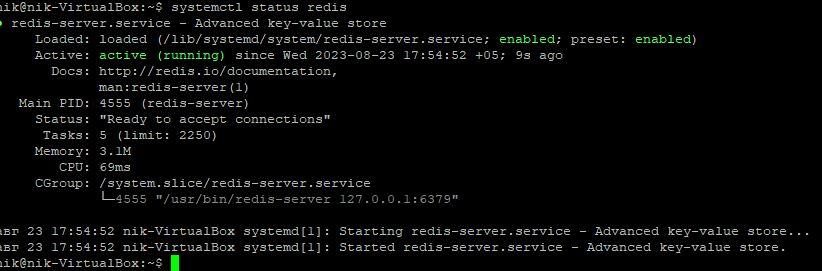 nik@nik-VirtualBox:~$ systemctl status redis
● redis-server.service - Advanced key-value store
     Loaded: loaded (/lib/systemd/system/redis-server.service; enabled; preset: enabled)
     Active: active (running) since Wed 2023-08-23 17:54:52 +05; 9s ago
       Docs: http://redis.io/documentation,
             man:redis-server(1)
   Main PID: 4555 (redis-server)
     Status: "Ready to accept connections"
      Tasks: 5 (limit: 2250)
     Memory: 3.1M
        CPU: 69ms
     CGroup: /system.slice/redis-server.service
             └─4555 "/usr/bin/redis-server 127.0.0.1:6379"

авг 23 17:54:52 nik-VirtualBox systemd[1]: Starting redis-server.service - Advanced key-value store...
авг 23 17:54:52 nik-VirtualBox systemd[1]: Started redis-server.service - Advanced key-value store.
nik@nik-VirtualBox:~$